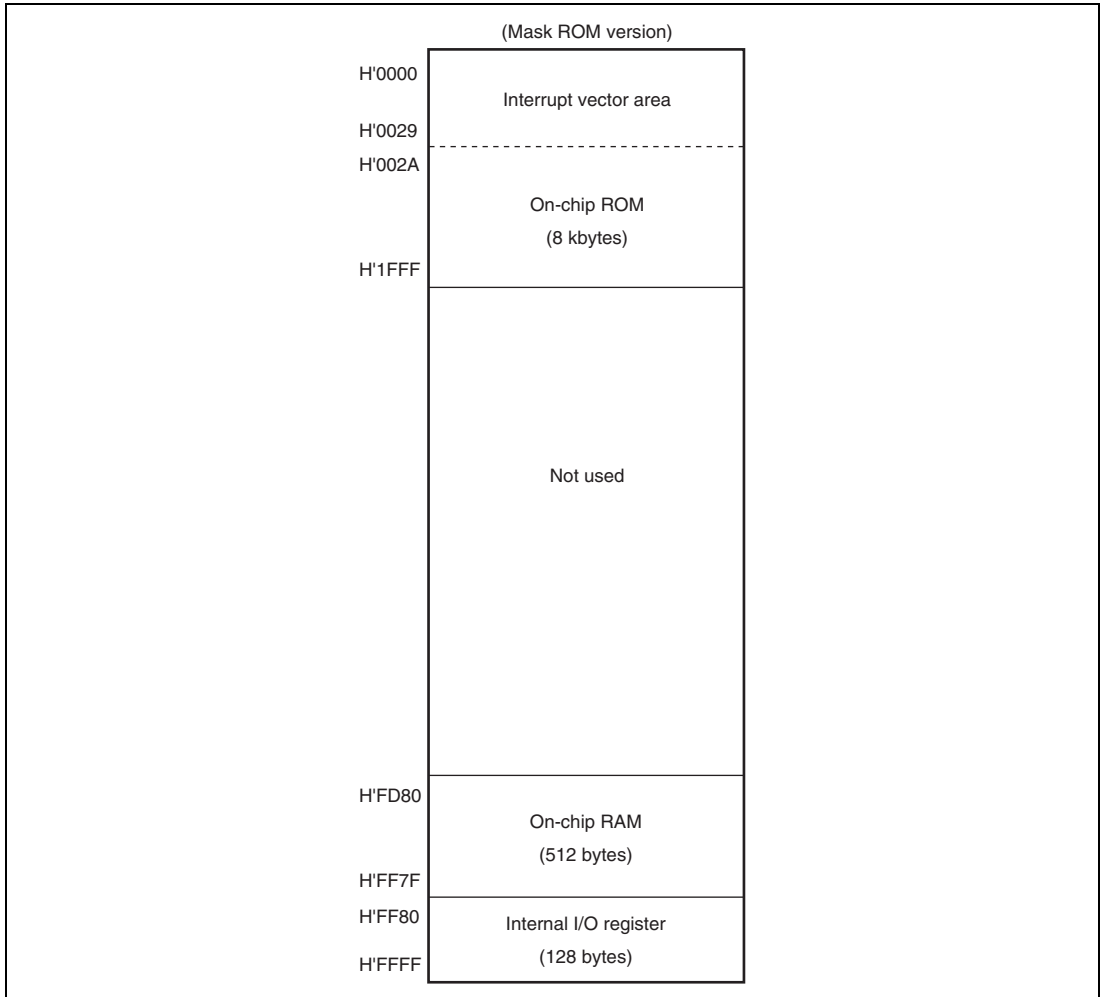 (Mask ROM version)
H'0000
Interrupt vector area
H'0029
H'002A
On-chip ROM
(8 kbytes)
H'1FFF
Not used
H'FD80
On-chip RAM
(512 bytes)
H'FF7F
H'FF80
Internal I/O register
(128 bytes)
H'FFFF